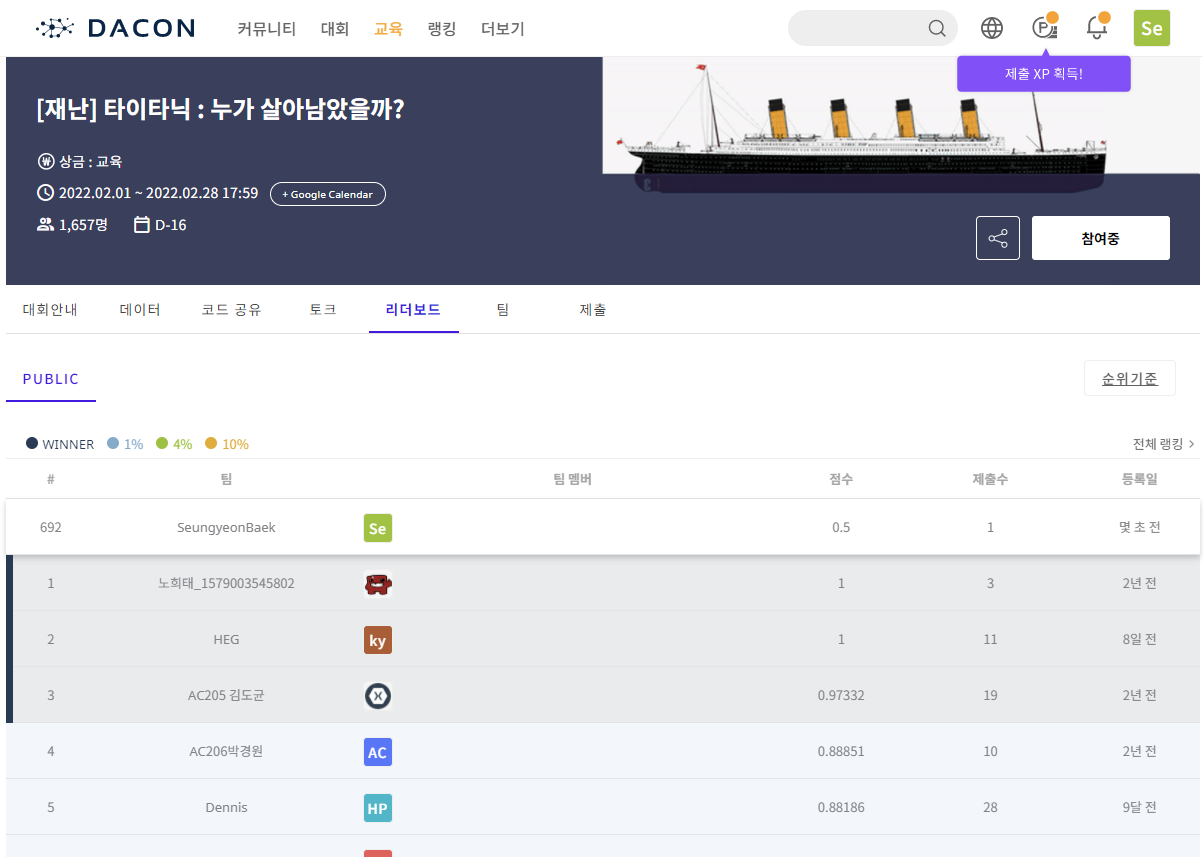 DACON 커뮤니티 대회 교육 랭킹 더보기 P Se
제출 XP 획득!
[재난] 타이타닉 : 누가 살아남았을까?
₩ 상금 : 교육
2022.02.01 ~ 2022.02.28 17:59 + Google Calendar
1,657명 D-16
참여중
대회안내 데이터 코드 공유 토크 리더보드 팀 제출
PUBLIC
순위기준
WINNER 1% 4% 10% 전체 랭킹 >
# 팀 팀 멤버 점수 제출수 등록일
692 SeungyeonBaek Se 0.5 1 몇 초 전
1 노희태_1579003545802 1 3 2년 전
2 HEG ky 1 11 8일 전
3 AC205 김도균 X 0.97332 19 2년 전
4 AC206박경원 AC 0.88851 10 2년 전
5 Dennis HP 0.88186 28 9달 전